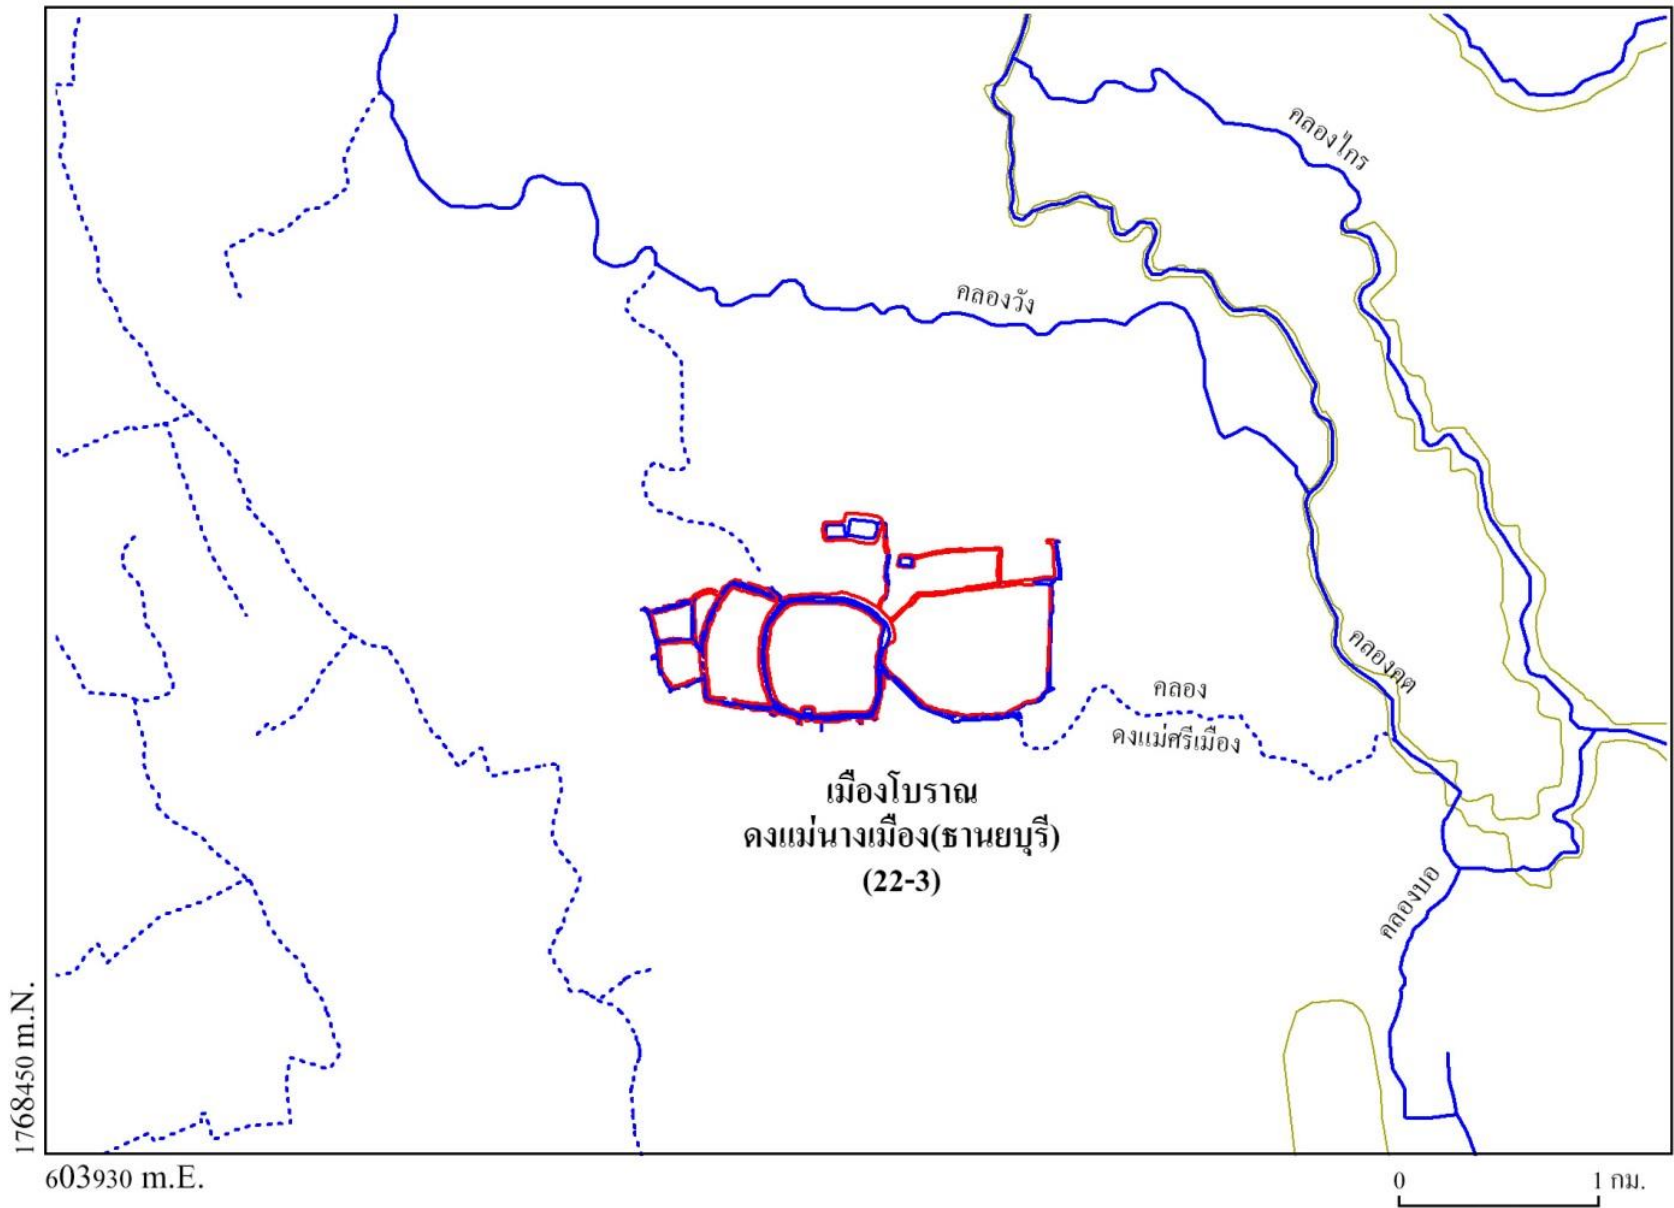 คลองไกร
คลองวัง
คลองคต
คลอง
ดงแม่ศรีเมือง
เมืองโบราณ
ดงแม่นางเมือง(ธานยบุรี)
(22-3)
คลองบอ
1768450 m.N.
603930 m.E.
0 1 กม.